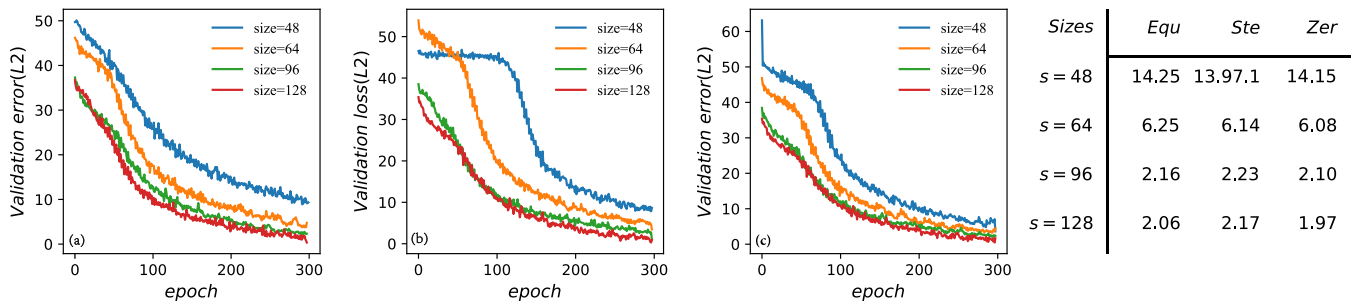 Validation error(L2)
50
40
30
20
10
0
size=48
size=64
size=96
size=128
(a)
0
100
200
300
epoch
Validation loss(L2)
50
40
30
20
10
0
size=48
size=64
size=96
size=128
(b)
0
100
200
300
epoch
Validation error(L2)
60
50
40
30
20
10
0
size=48
size=64
size=96
size=128
(c)
0
100
200
300
epoch
Sizes Equ Ste Zer
s = 48 14.25 13.97.1 14.15
s = 64 6.25 6.14 6.08
s = 96 2.16 2.23 2.10
s = 128 2.06 2.17 1.97